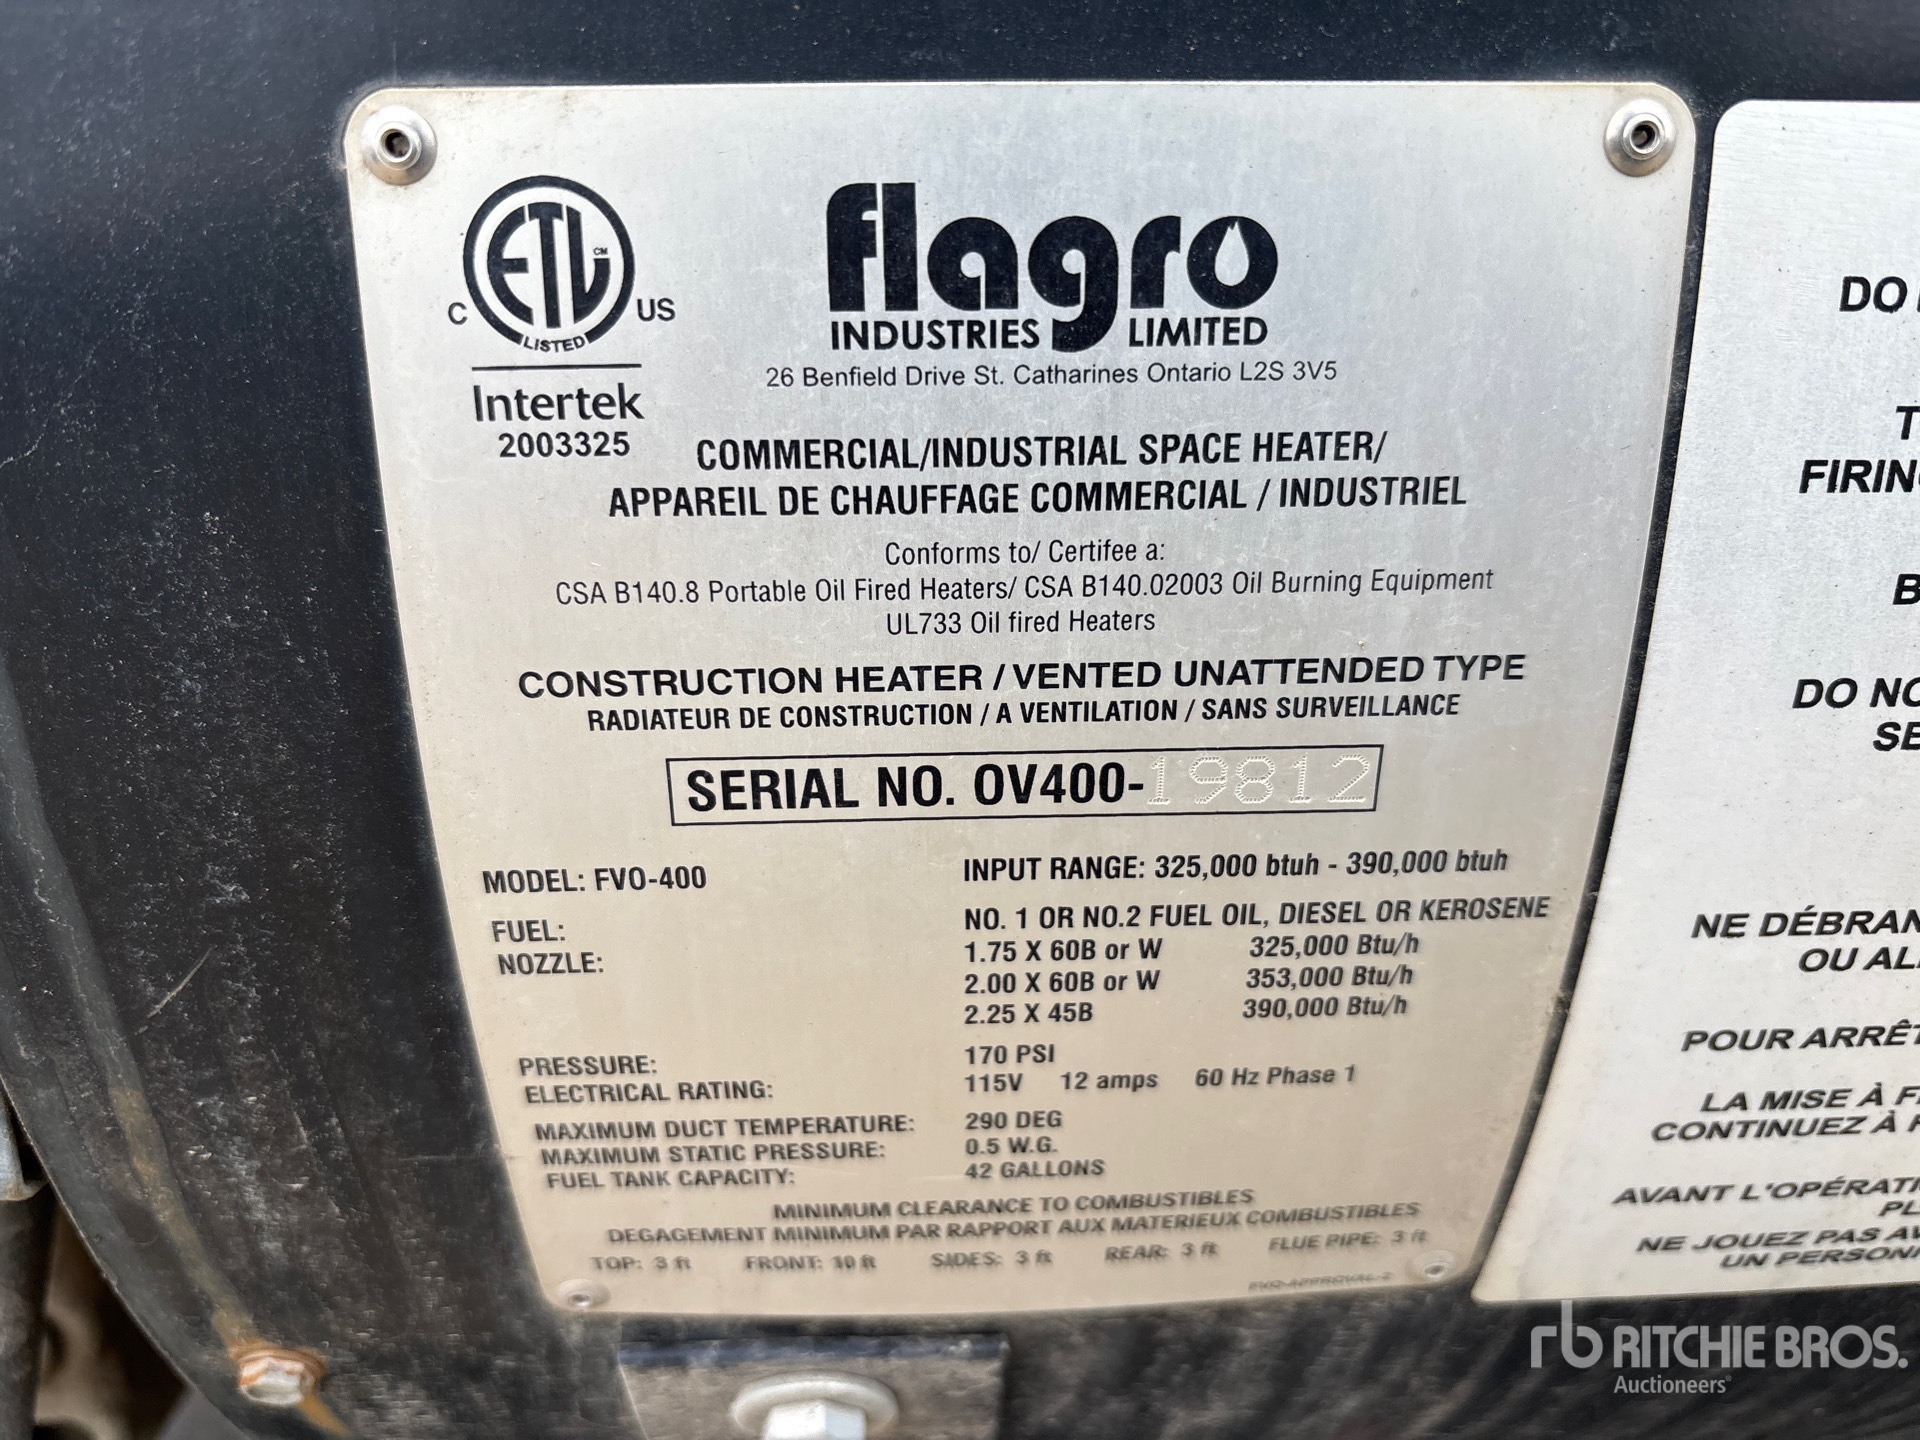 ETL CM
C US
LISTED
Intertek
2003325
flagro
INDUSTRIES LIMITED
26 Benfield Drive St. Catharines Ontario L2S 3V5
COMMERCIAL/INDUSTRIAL SPACE HEATER/
APPAREIL DE CHAUFFAGE COMMERCIAL / INDUSTRIEL
Conforms to/ Certifee a:
CSA B140.8 Portable Oil Fired Heaters/ CSA B140.02003 Oil Burning Equipment
UL733 Oil fired Heaters
CONSTRUCTION HEATER / VENTED UNATTENDED TYPE
RADIATEUR DE CONSTRUCTION / A VENTILATION / SANS SURVEILLANCE
SERIAL NO. OV400-19812
MODEL: FVO-400 INPUT RANGE: 325,000 btuh - 390,000 btuh
FUEL: NO. 1 OR NO.2 FUEL OIL, DIESEL OR KEROSENE
NOZZLE: 1.75 X 60B or W 325,000 Btu/h
2.00 X 60B or W 353,000 Btu/h
2.25 X 45B 390,000 Btu/h
PRESSURE: 170 PSI
ELECTRICAL RATING: 115V 12 amps 60 Hz Phase 1
MAXIMUM DUCT TEMPERATURE: 290 DEG
MAXIMUM STATIC PRESSURE: 0.5 W.G.
FUEL TANK CAPACITY: 42 GALLONS
MINIMUM CLEARANCE TO COMBUSTIBLES
DEGAGEMENT MINIMUM PAR RAPPORT AUX MATERIEUX COMBUSTIBLES
TOP: 3 ft FRONT: 10 ft SIDES: 3 ft REAR: 3 ft FLUE PIPE: 3 ft
FVO-APPROVAL-2
DO
T
FIRIN
B
DO NO
SE
NE DÉBRAN
OU AL
POUR ARRÊT
LA MISE À F
CONTINUEZ À
AVANT L'OPÉRATI
PL
NE JOUEZ PAS AV
UN PERSONN
rb RITCHIE BROS.
Auctioneers